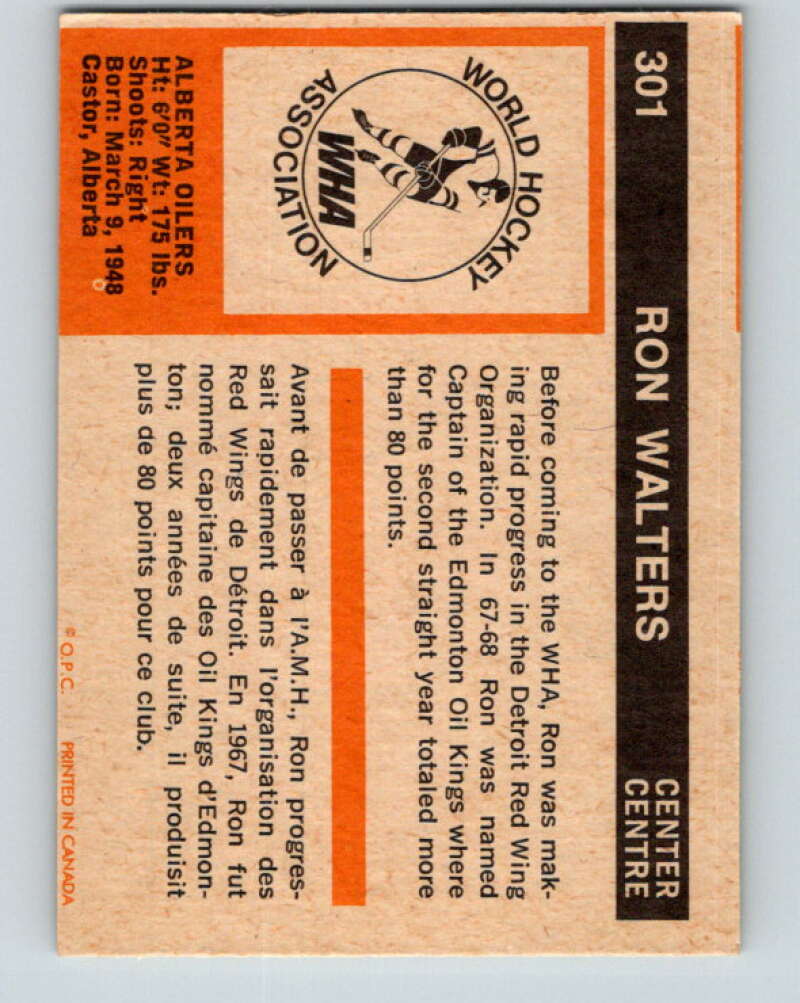 301 RON WALTERS CENTER
CENTRE
WORLD HOCKEY
ASSOCIATION
WHA
ALBERTA OILERS
Ht: 6'0" Wt: 175 lbs.
Shoots: Right
Born: March 9, 1948
Castor, Alberta
Before coming to the WHA, Ron was mak-
ing rapid progress in the Detroit Red Wing
Organization. In 67-68 Ron was named
Captain of the Edmonton Oil Kings where
for the second straight year totaled more
than 80 points.
Avant de passer à l'A.M.H., Ron progres-
sait rapidement dans l'organisation des
Red Wings de Détroit. En 1967, Ron fut
nommé capitaine des Oil Kings d'Edmon-
ton; deux années de suite, il produisit
plus de 80 points pour ce club.
© O.P.C. PRINTED IN CANADA